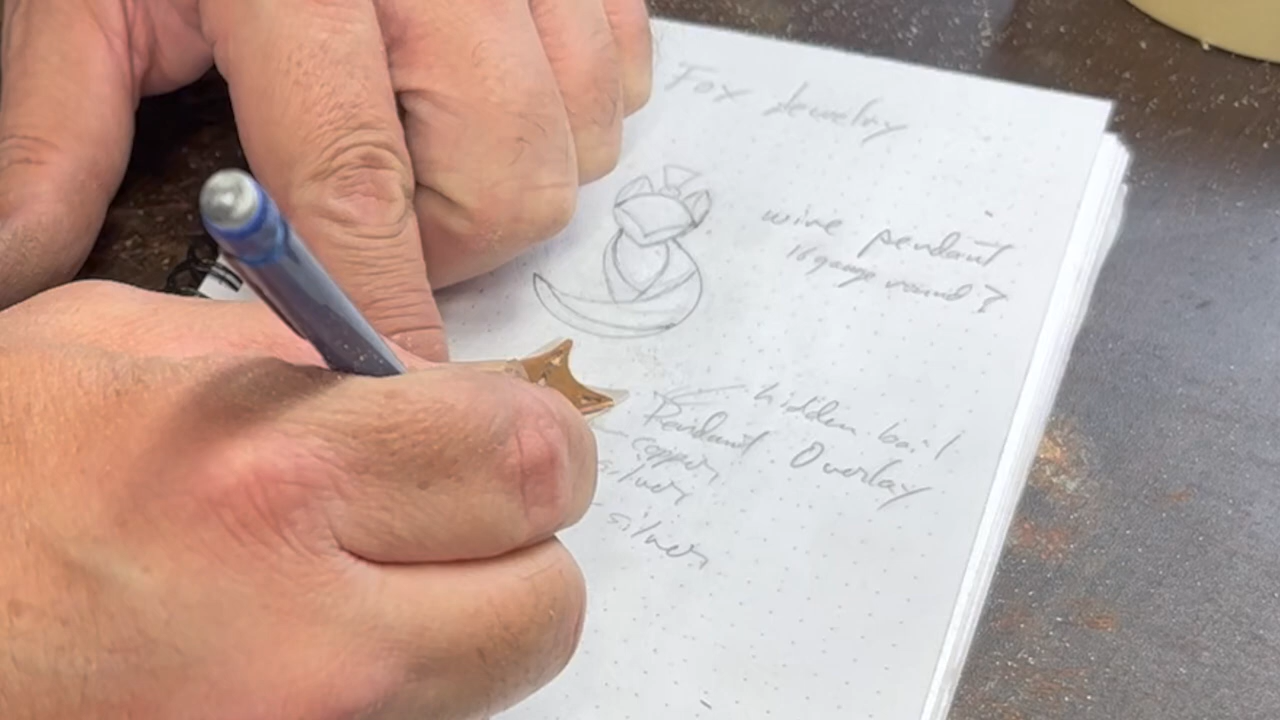 Fox Jewelry
wire pendant
16 gauge round?
hidden bail
Pendant Overlay
copper
silver
silver